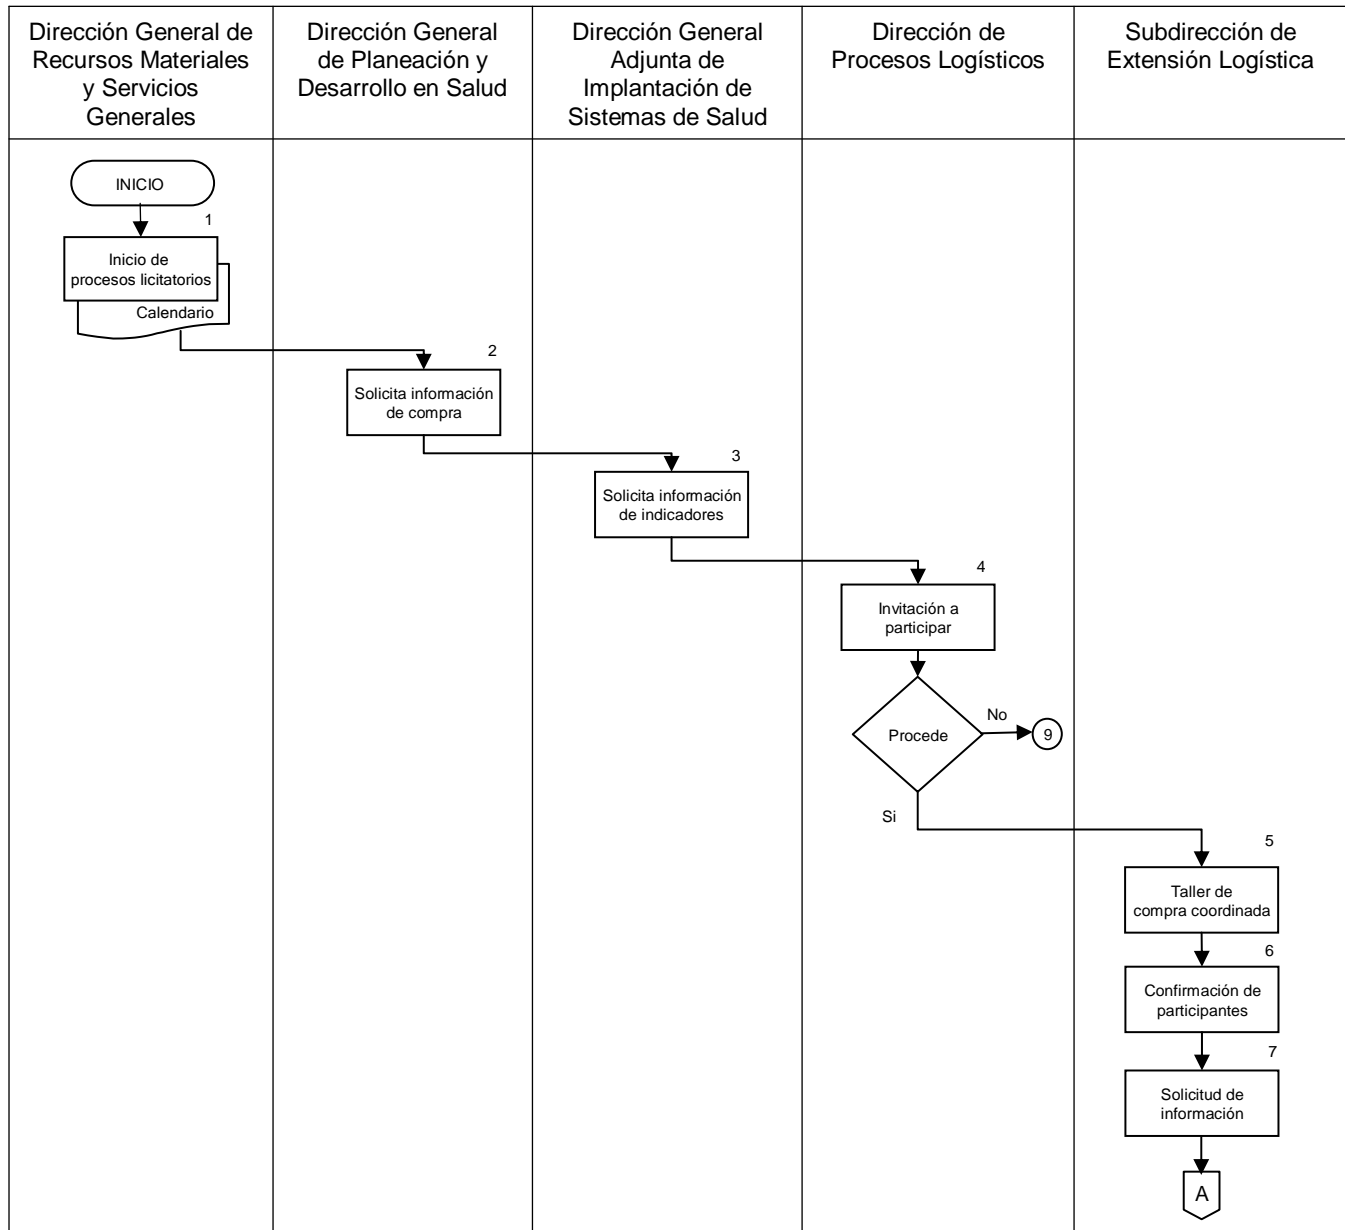 Dirección General de
Recursos Materiales
y Servicios
Generales
Dirección General
de Planeación y
Desarrollo en Salud
Dirección General
Adjunta de
Implantación de
Sistemas de Salud
Dirección de
Procesos Logísticos
Subdirección de
Extensión Logística
INICIO
1
Inicio de
procesos licitatorios
Calendario
2
Solicita información
de compra
3
Solicita información
de indicadores
4
Invitación a
participar
Procede
No
9
Si
5
Taller de
compra coordinada
6
Confirmación de
participantes
7
Solicitud de
información
A